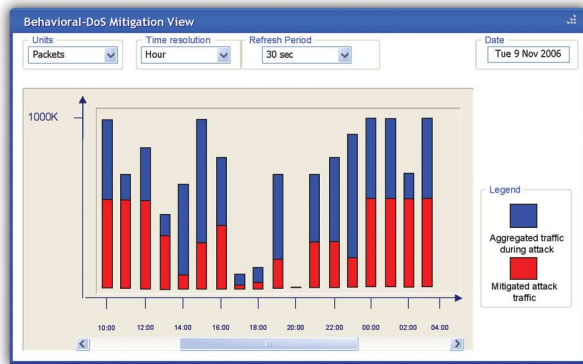 Behavioral-DoS Mitigation View
Units
Packets
Time resolution
Hour
Refresh Period
30 sec
Date
Tue 9 Nov 2006
1000K
Legend
Aggregated traffic
during attack
Mitigated attack
traffic
10:00 12:00 14:00 16:00 18:00 20:00 00:00 02:00 04:00